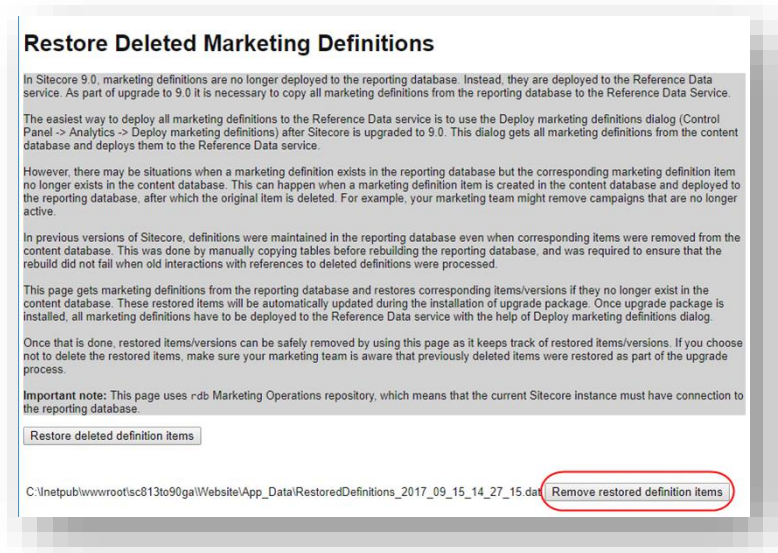 Restore Deleted Marketing Definitions
In Sitecore 9.0, marketing definitions are no longer deployed to the reporting database. Instead, they are deployed to the Reference Data
service. As part of upgrade to 9.0 it is necessary to copy all marketing definitions from the reporting database to the Reference Data Service.
The easiest way to deploy all marketing definitions to the Reference Data service is to use the Deploy marketing definitions dialog (Control
Panel -> Analytics -> Deploy marketing definitions) after Sitecore is upgraded to 9.0. This dialog gets all marketing definitions from the content
database and deploys them to the Reference Data service.
However, there may be situations when a marketing definition exists in the reporting database but the corresponding marketing definition item
no longer exists in the content database. This can happen when a marketing definition item is created in the content database and deployed to
the reporting database, after which the original item is deleted. For example, your marketing team might remove campaigns that are no longer
active.
In previous versions of Sitecore, definitions were maintained in the reporting database even when corresponding items were removed from the
content database. This was done by manually copying tables before rebuilding the reporting database, and was required to ensure that the
rebuild did not fail when old interactions with references to deleted definitions were processed.
This page gets marketing definitions from the reporting database and restores corresponding items/versions if they no longer exist in the
content database. These restored items will be automatically updated during the installation of upgrade package. Once upgrade package is
installed, all marketing definitions have to be deployed to the Reference Data service with the help of Deploy marketing definitions dialog.
Once that is done, restored items/versions can be safely removed by using this page as it keeps track of restored items/versions. If you choose
not to delete the restored items, make sure your marketing team is aware that previously deleted items were restored as part of the upgrade
process.
Important note: This page uses rdb Marketing Operations repository, which means that the current Sitecore instance must have connection to
the reporting database.
Restore deleted definition items
C:\Inetpub\wwwroot\sc813to90ga\Website\App_Data\RestoredDefinitions_2017_09_15_14_27_15.dat Remove restored definition items